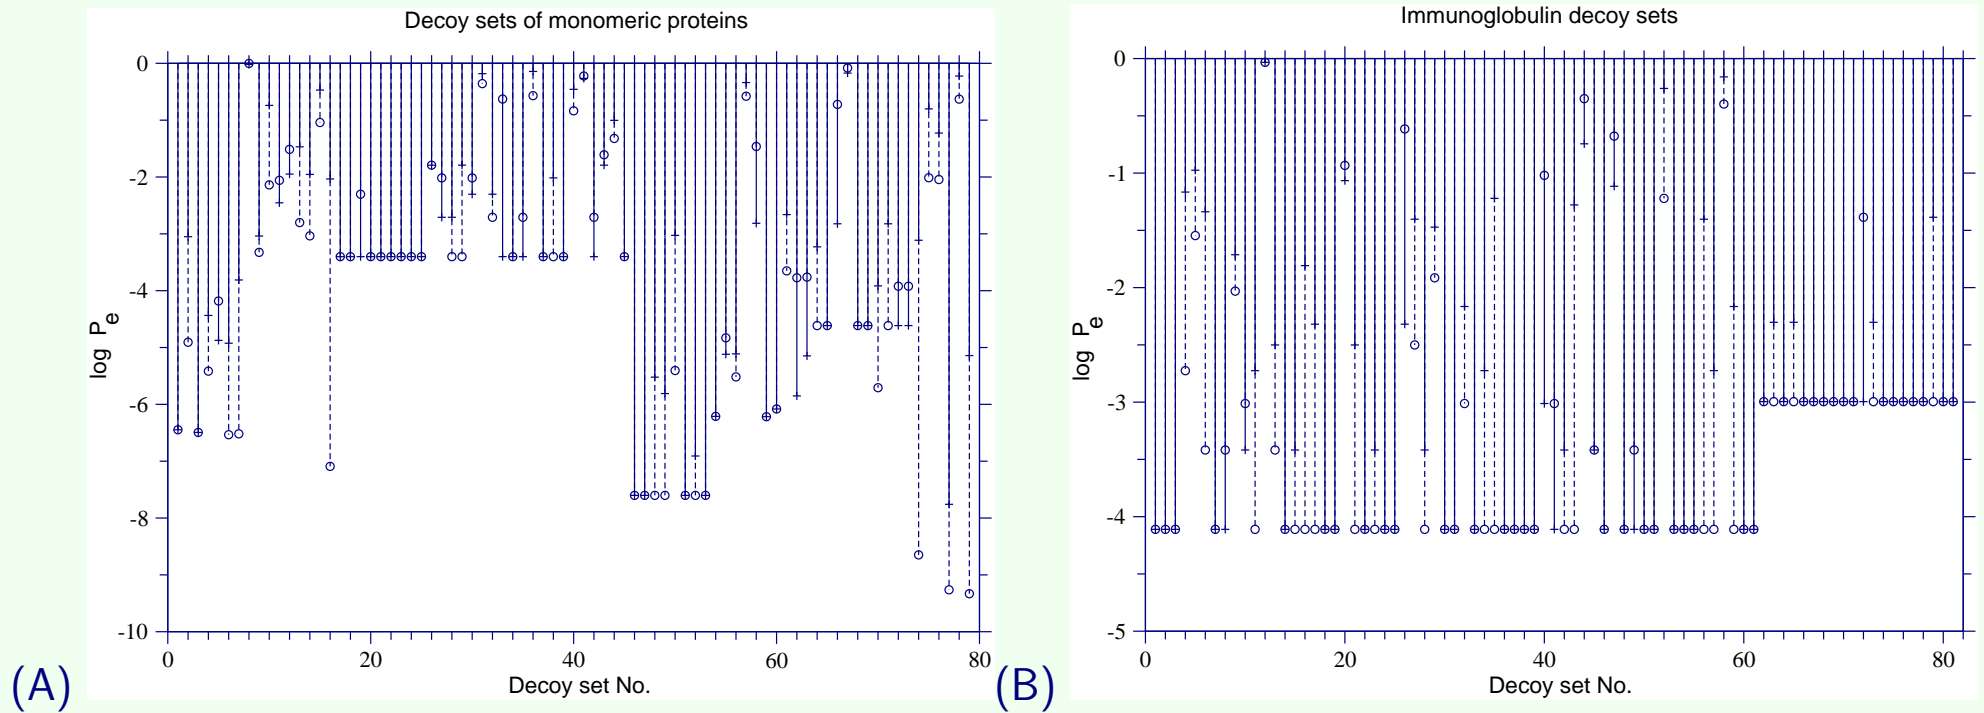 Decoy sets of monomeric proteins
0
-2
-4
-6
-8
-10
log Pe
0 20 40 60 80
Decoy set No.
(A)
Immunoglobulin decoy sets
0
-1
-2
-3
-4
-5
log Pe
0 20 40 60 80
Decoy set No.
(B)